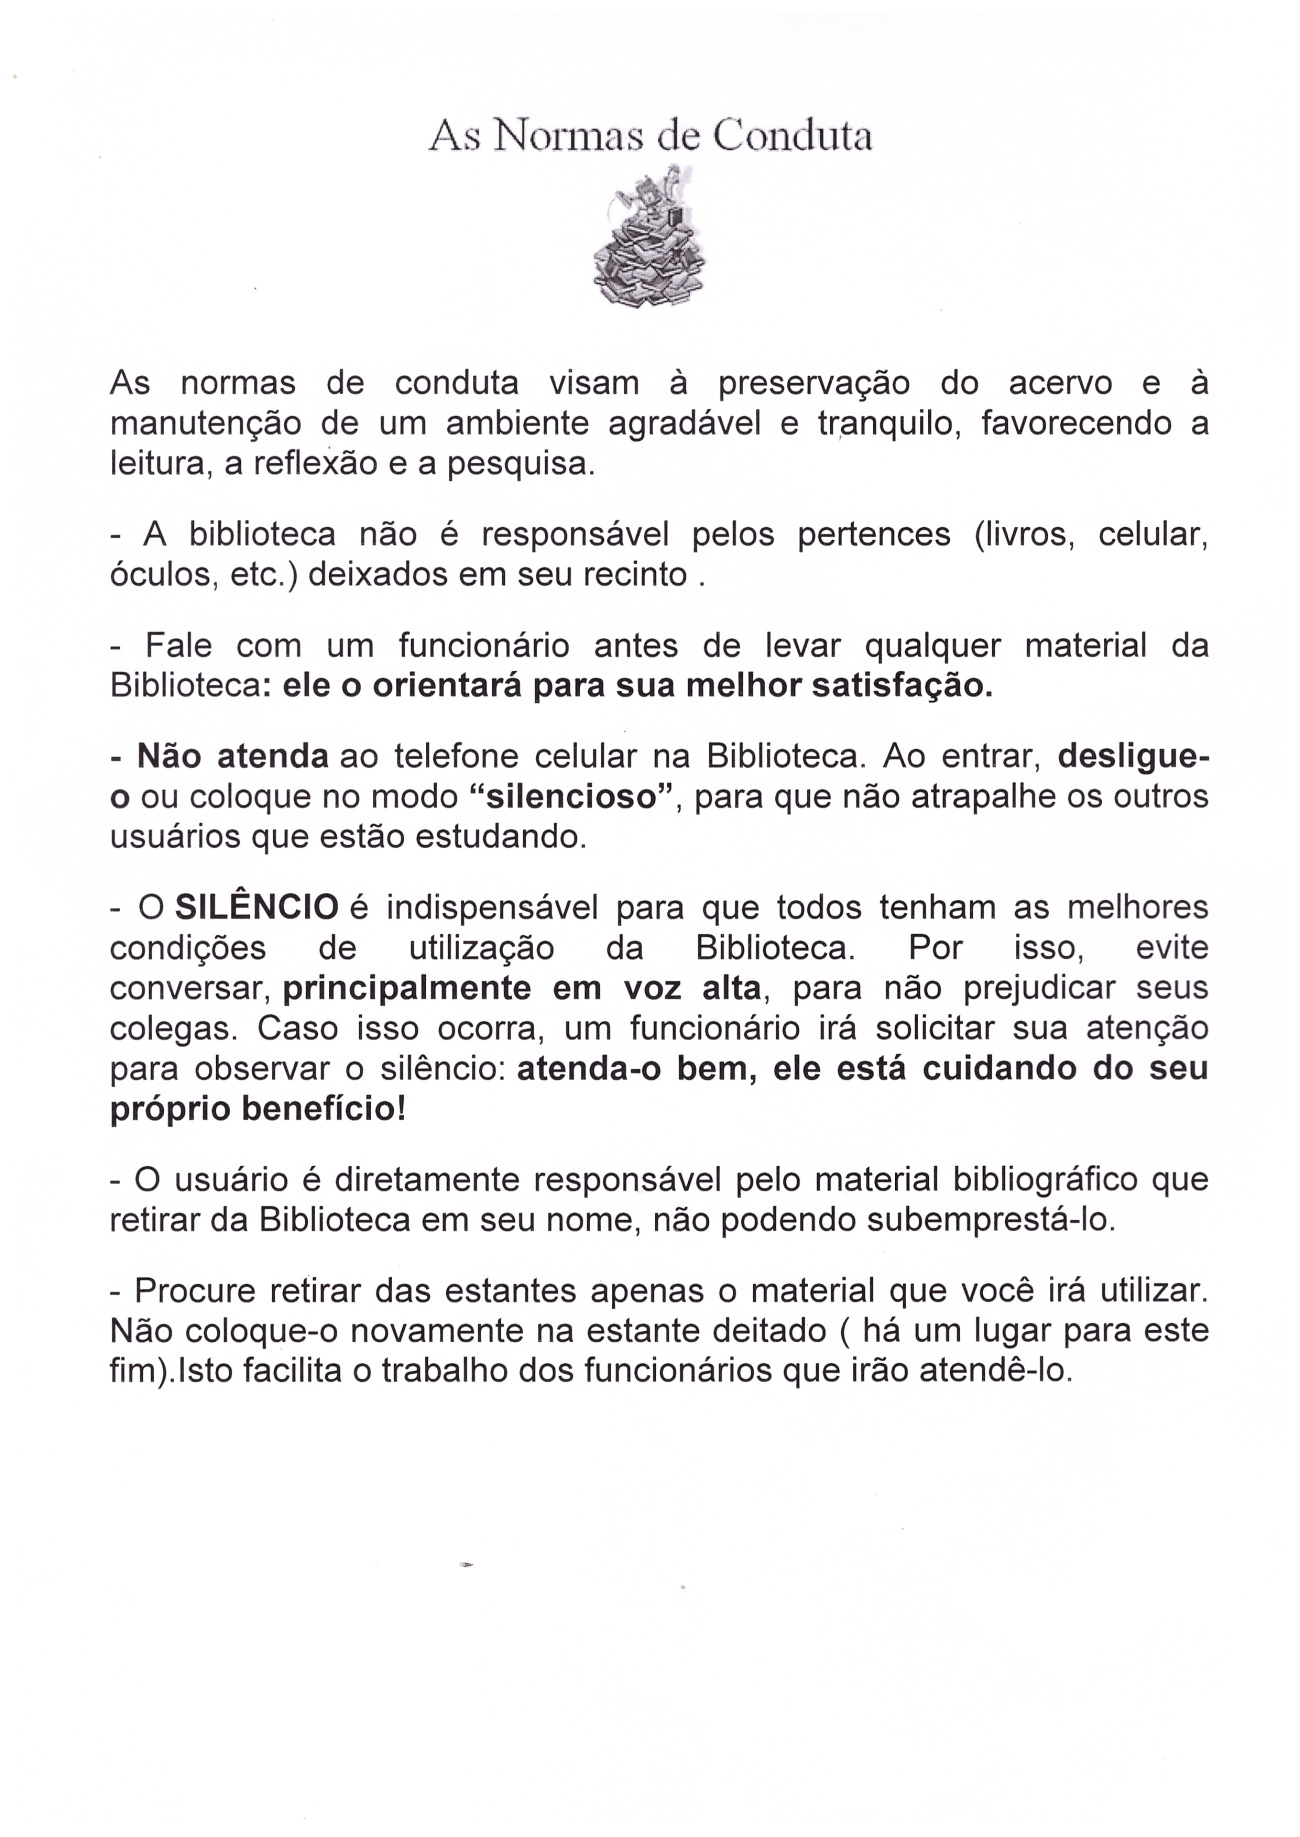 As Normas de Conduta
As normas de conduta visam à preservação do acervo e à
manutenção de um ambiente agradável e tranquilo, favorecendo a
leitura, a reflexão e a pesquisa.
- A biblioteca não é responsável pelos pertences (livros, celular,
óculos, etc.) deixados em seu recinto .
- Fale com um funcionário antes de levar qualquer material da
Biblioteca: ele o orientará para sua melhor satisfação.
- Não atenda ao telefone celular na Biblioteca. Ao entrar, desligue-
o ou coloque no modo “silencioso”, para que não atrapalhe os outros
usuários que estão estudando.
- O SILÊNCIO é indispensável para que todos tenham as melhores
condições de utilização da Biblioteca. Por isso, evite
conversar, principalmente em voz alta, para não prejudicar seus
colegas. Caso isso ocorra, um funcionário irá solicitar sua atenção
para observar o silêncio: atenda-o bem, ele está cuidando do seu
próprio benefício!
- O usuário é diretamente responsável pelo material bibliográfico que
retirar da Biblioteca em seu nome, não podendo subemprestá-lo.
- Procure retirar das estantes apenas o material que você irá utilizar.
Não coloque-o novamente na estante deitado ( há um lugar para este
fim).Isto facilita o trabalho dos funcionários que irão atendê-lo.